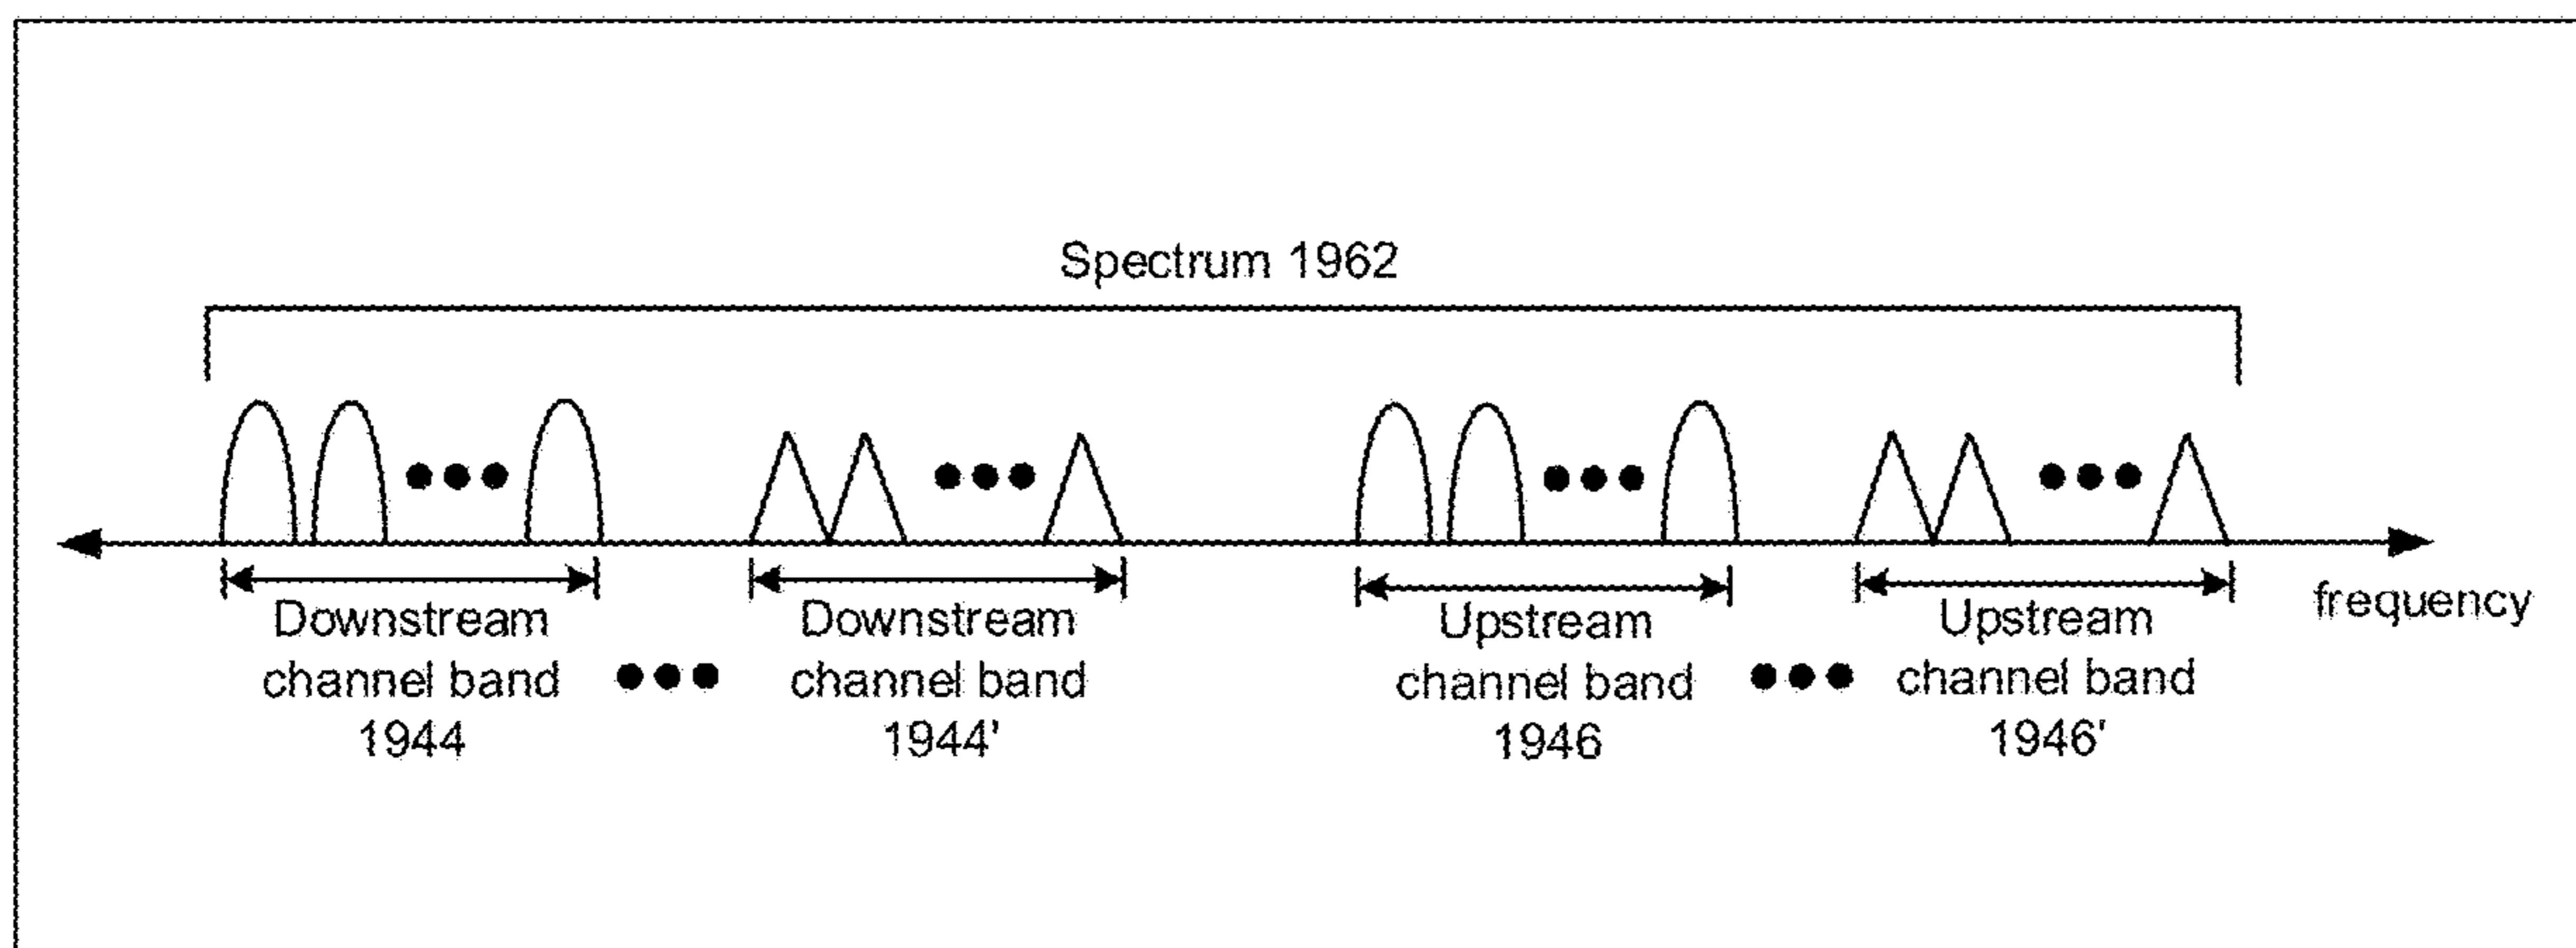 Spectrum 1962
Downstream
channel band
1944
Downstream
channel band
1944'
Upstream
channel band
1946
Upstream
channel band
1946'
frequency